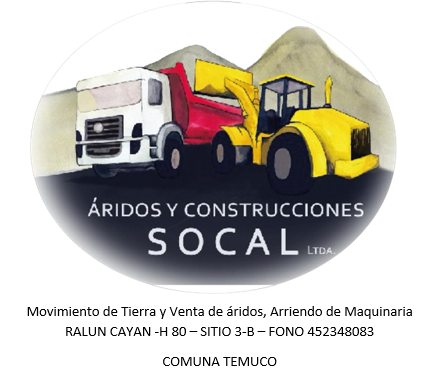 ÁRIDOS Y CONSTRUCCIONES
SOCAL LTDA.
Movimiento de Tierra y Venta de áridos, Arriendo de Maquinaria
RALUN CAYAN -H 80 – SITIO 3-B – FONO 452348083
COMUNA TEMUCO